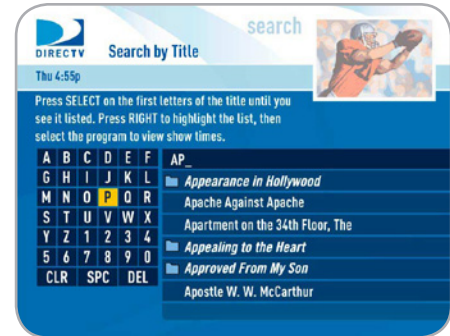 search
DIRECTV Search by Title
Thu 4:55p
Press SELECT on the first
letters of the title until you
see it listed. Press RIGHT
to highlight the list, then
select the program to view
show times.
A B C D E F
G H I J K L
M N O P Q R
S T U V W X
Y Z 1 2 3 4
5 6 7 8 9 0
CLR SPC DEL
AP_
Appearance in Hollywood
Apache Against Apache
Apartment on the 34th Floor, The
Appealing to the Heart
Approved From My Son
Apostle W. W. McCarthur